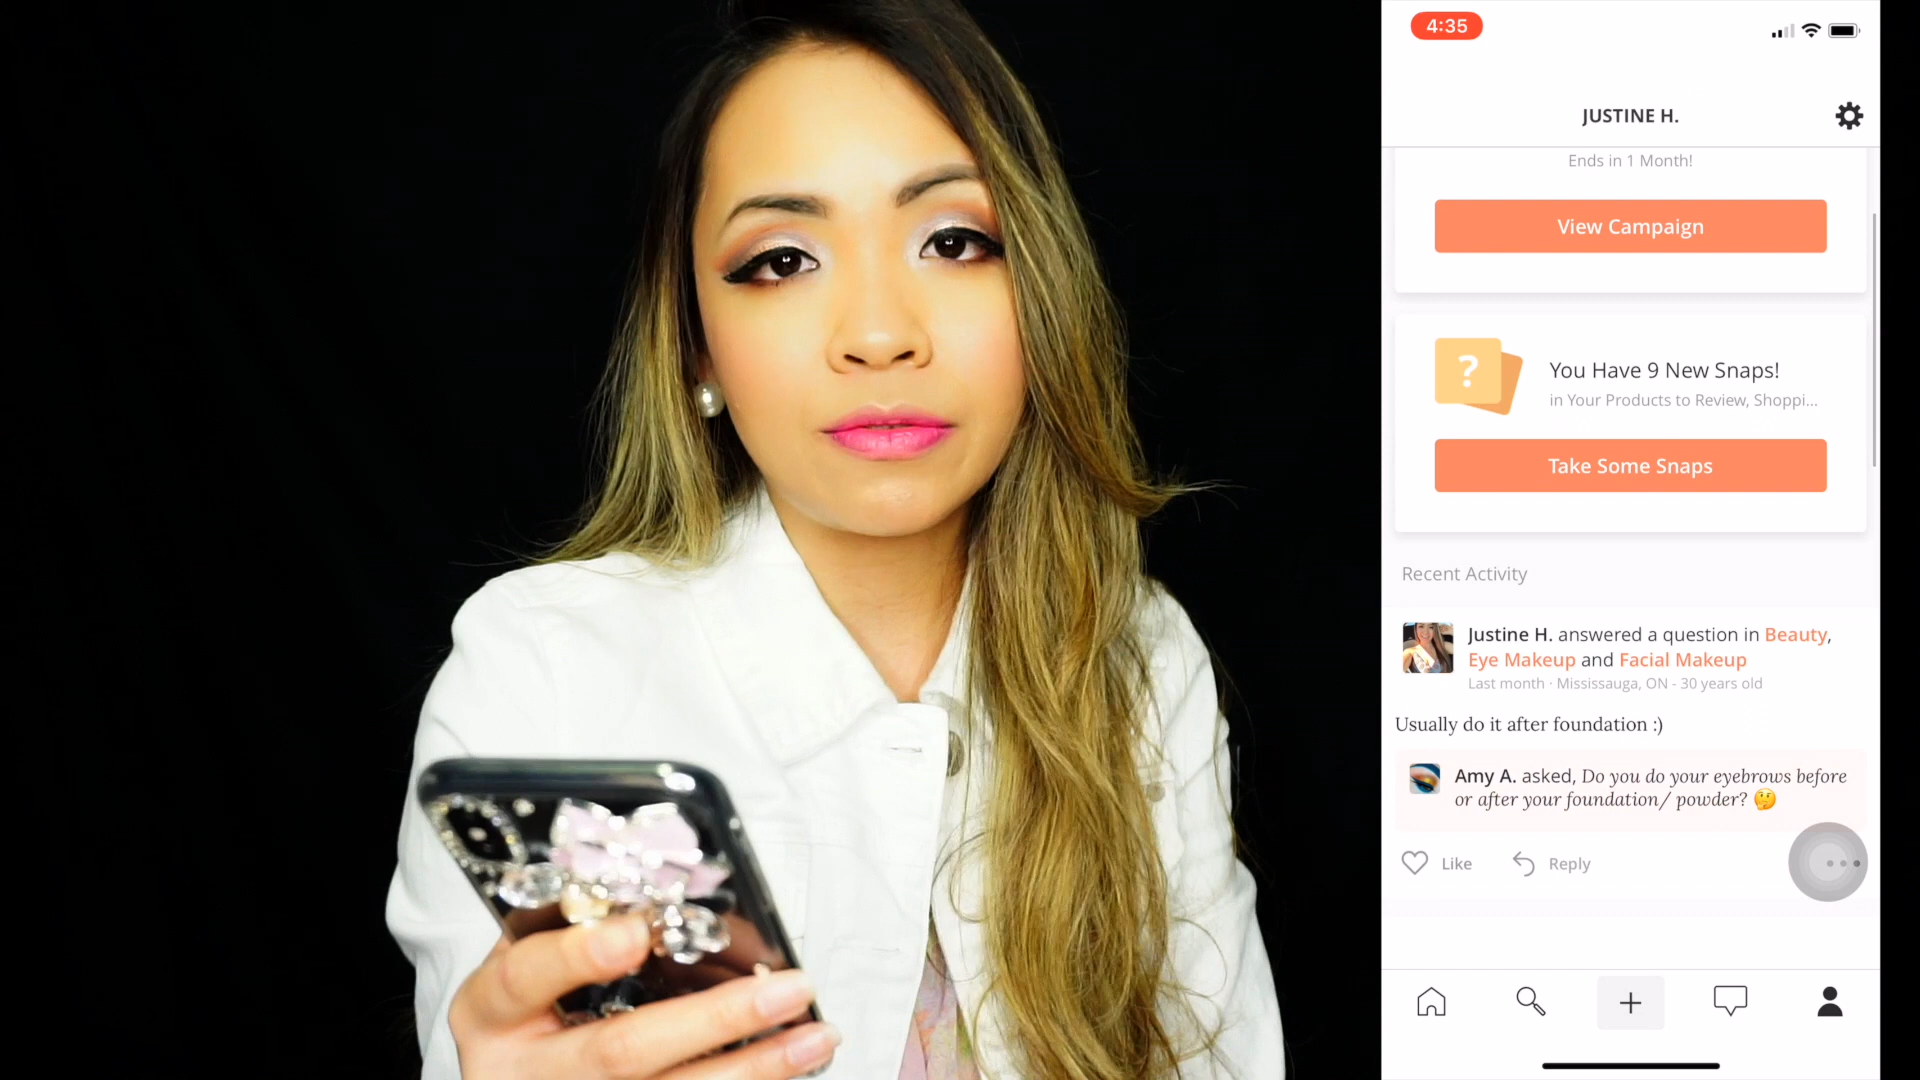 4:35
JUSTINE H.
Ends in 1 Month!
View Campaign
?
You Have 9 New Snaps!
in Your Products to Review, Shoppi...
Take Some Snaps
Recent Activity
Justine H. answered a question in Beauty,
Eye Makeup and Facial Makeup
Last month · Mississauga, ON - 30 years old
Usually do it after foundation :)
Amy A. asked, Do you do your eyebrows before
or after your foundation/ powder? 🤔
Like
Reply